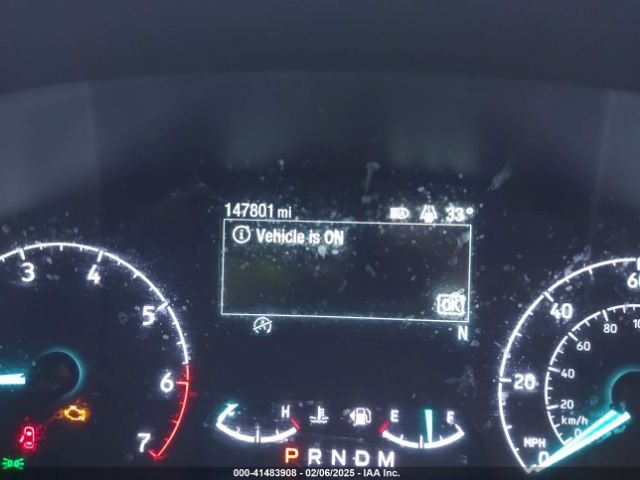 147801 mi 33°
Vehicle is ON
OK
N
3 4 5 6 7
H E F
P R N D M
60 40 20 0
MPH
80 60 40 20 0
km/h
000-41483908 - 02/06/2025 - IAA Inc.